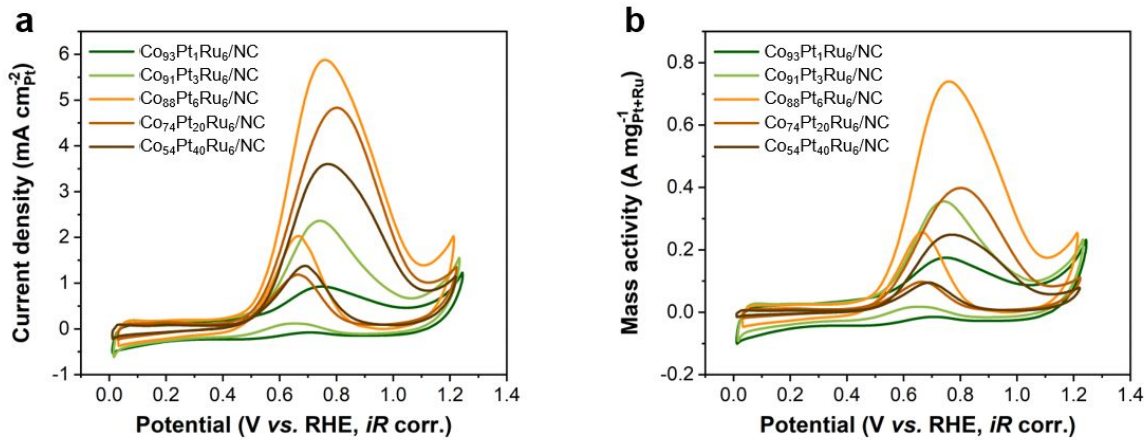 a
Current density (mA cm⁻²Pt)
6
5
4
3
2
1
0
-1
Co₉₃Pt₁Ru₆/NC
Co₉₁Pt₃Ru₆/NC
Co₈₈Pt₆Ru₆/NC
Co₇₄Pt₂₀Ru₆/NC
Co₅₄Pt₄₀Ru₆/NC
0.0 0.2 0.4 0.6 0.8 1.0 1.2 1.4
Potential (V vs. RHE, iR corr.)
b
Mass activity (A mg⁻¹Pt+Ru)
0.8
0.6
0.4
0.2
0.0
-0.2
Co₉₃Pt₁Ru₆/NC
Co₉₁Pt₃Ru₆/NC
Co₈₈Pt₆Ru₆/NC
Co₇₄Pt₂₀Ru₆/NC
Co₅₄Pt₄₀Ru₆/NC
0.0 0.2 0.4 0.6 0.8 1.0 1.2 1.4
Potential (V vs. RHE, iR corr.)